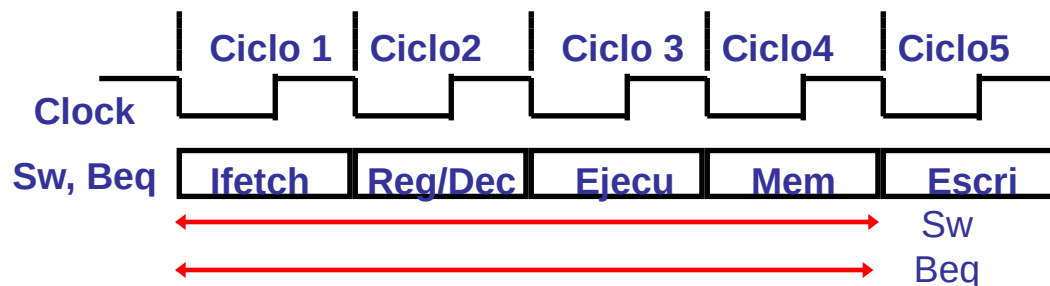 Ciclo 1 Ciclo2 Ciclo 3 Ciclo4 Ciclo5
Clock
Sw, Beq Ifetch Reg/Dec Ejecu Mem Escri
Sw
Beq